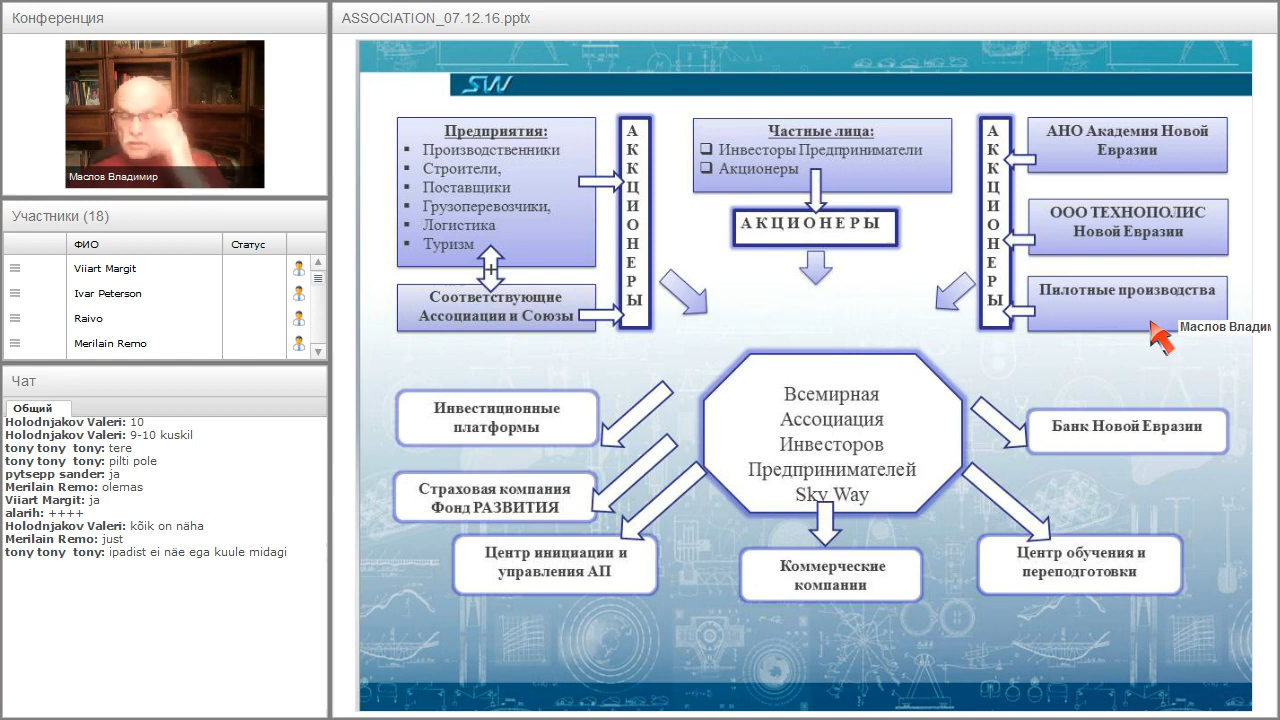 Конференция
Маслов Владимир
Участники (18)
ФИО
Статус
Viiart Margit
Ivar Peterson
Raivo
Merilain Remo
Чат
Общий
Holodnjakov Valeri: 10
Holodnjakov Valeri: 9-10 kuskil
tony tony tony: tere
tony tony tony: pilti pole
pytsepp sander: ja
Merilain Remo: olemas
Viiart Margit: ja
alarih: ++++
Holodnjakov Valeri: kõik on näha
Merilain Remo: just
tony tony tony: ipadist ei näe ega kuule midagi
ASSOCIATION_07.12.16.pptx
SW
Предприятия:
Производственники
Строители,
Поставщики
Грузоперевозчики,
Логистика
Туризм
+
Соответствующие
Ассоциации и Союзы
А
К
К
Ц
И
О
Н
Е
Р
Ы
Частные лица:
Инвесторы Предприниматели
Акционеры
А К Ц И О Н Е Р Ы
А
К
К
Ц
И
О
Н
Е
Р
Ы
АНО Академия Новой
Евразии
ООО ТЕХНОПОЛИС
Новой Евразии
Пилотные производства
Маслов Влади
Всемирная
Ассоциация
Инвесторов
Предпринимателей
Sky Way
Инвестиционные
платформы
Страховая компания
Фонд РАЗВИТИЯ
Центр инициации и
управления АП
Коммерческие
компании
Банк Новой Евразии
Центр обучения и
переподготовки